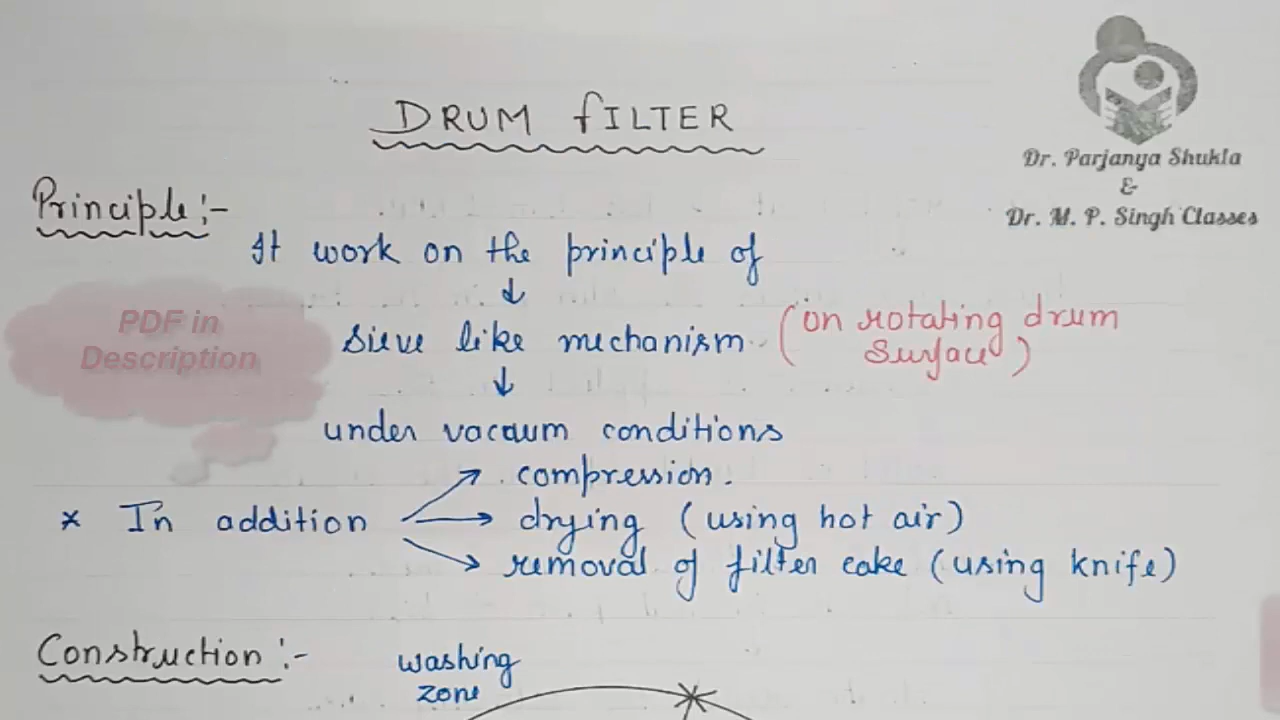 DRUM fILTER
Dr. Parjanya Shukla
&
Dr. M. P. Singh Classes
Principle:-
It work on the principle of
↓
sieve like mechanism (on rotating drum
surface)
↓
PDF in
Description
under vacuum conditions
compression.
* In addition → drying (using hot air)
removal of filter cake (using knife)
Construction:-
washing
zone